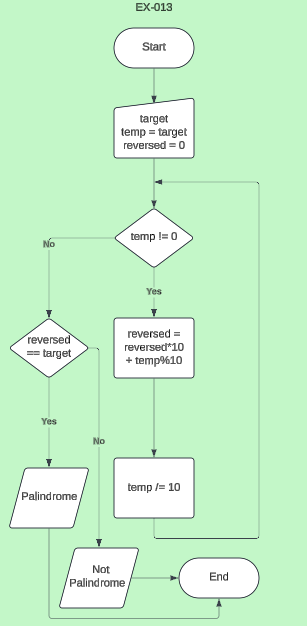 EX-013
Start
target
temp = target
reversed = 0
temp != 0
No
Yes
reversed
== target
reversed =
reversed*10
+ temp%10
Yes
No
temp /= 10
Palindrome
Not
Palindrome
End